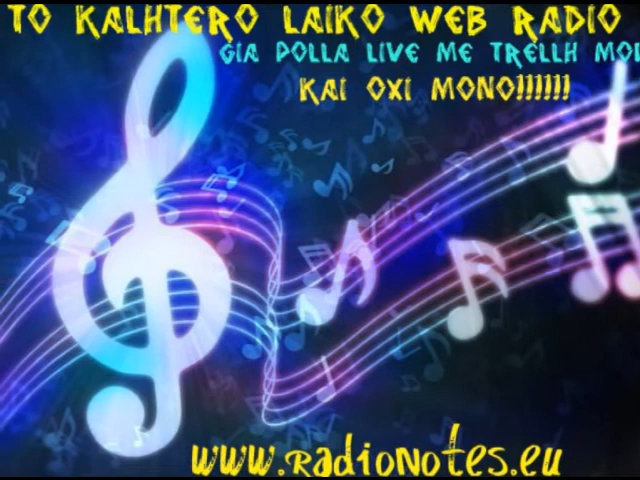 TO KALHTERO LAIKO WEB RADIO
GIA POLLA LIVE ME TRELLH
KAI OXI MONO!!!!!!
www.RadioNotes.eu